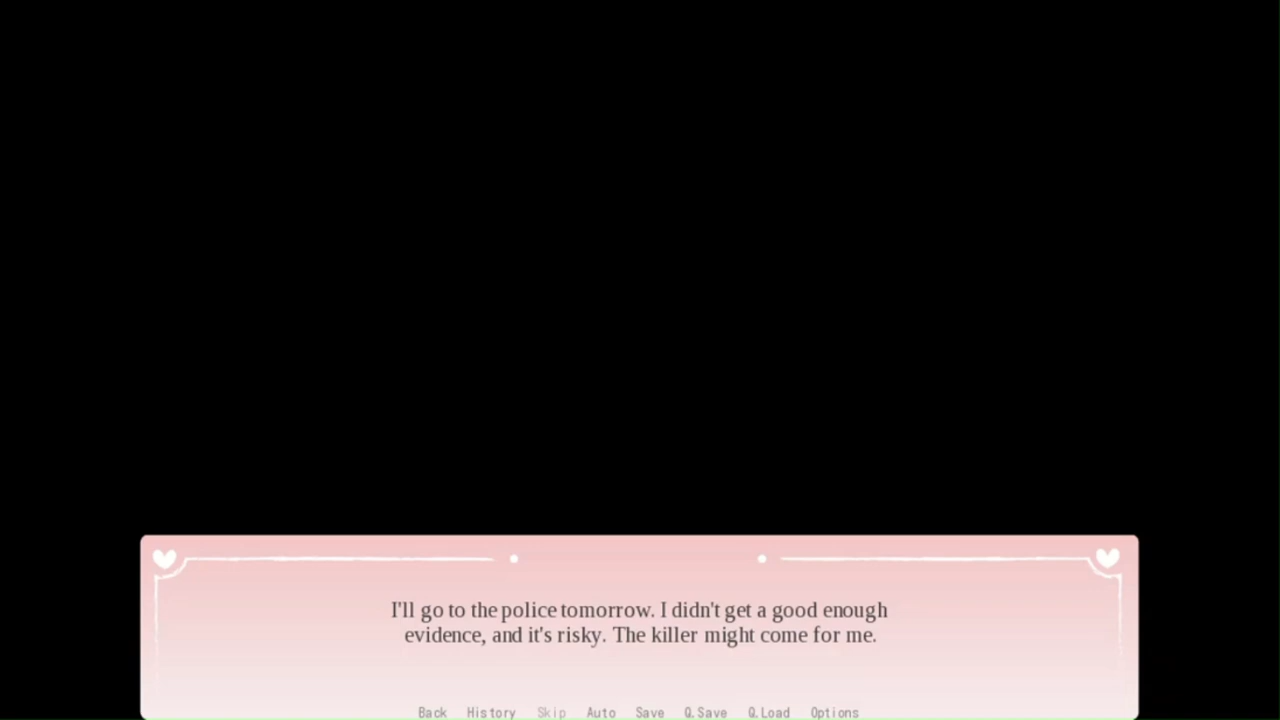 I'll go to the police tomorrow. I didn't get a good enough
evidence, and it's risky. The killer might come for me.
Back History Skip Auto Save Q.Save Q.Load Options